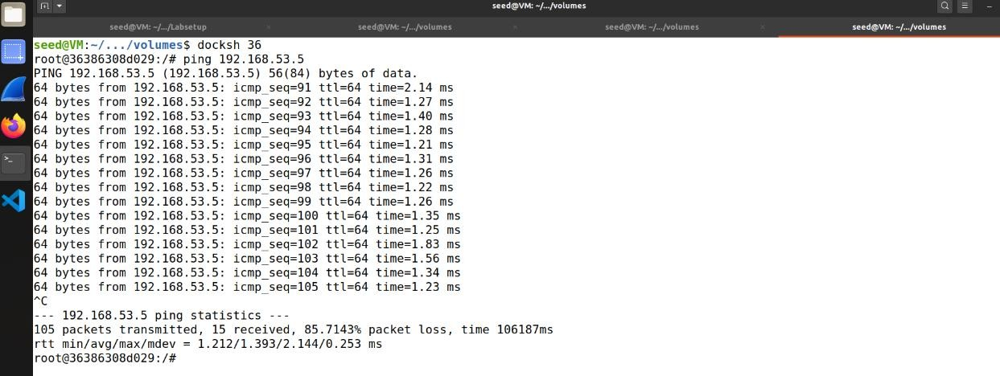 seed@VM: ~/.../volumes
seed@VM: ~/.../Labsetup
seed@VM: ~/.../volumes
seed@VM: ~/.../volumes
seed@VM: ~/.../volumes
seed@VM:~/.../volumes$ docksh 36
root@36386308d029:/# ping 192.168.53.5
PING 192.168.53.5 (192.168.53.5) 56(84) bytes of data.
64 bytes from 192.168.53.5: icmp_seq=91 ttl=64 time=2.14 ms
64 bytes from 192.168.53.5: icmp_seq=92 ttl=64 time=1.27 ms
64 bytes from 192.168.53.5: icmp_seq=93 ttl=64 time=1.40 ms
64 bytes from 192.168.53.5: icmp_seq=94 ttl=64 time=1.28 ms
64 bytes from 192.168.53.5: icmp_seq=95 ttl=64 time=1.21 ms
64 bytes from 192.168.53.5: icmp_seq=96 ttl=64 time=1.31 ms
64 bytes from 192.168.53.5: icmp_seq=97 ttl=64 time=1.26 ms
64 bytes from 192.168.53.5: icmp_seq=98 ttl=64 time=1.22 ms
64 bytes from 192.168.53.5: icmp_seq=99 ttl=64 time=1.26 ms
64 bytes from 192.168.53.5: icmp_seq=100 ttl=64 time=1.35 ms
64 bytes from 192.168.53.5: icmp_seq=101 ttl=64 time=1.25 ms
64 bytes from 192.168.53.5: icmp_seq=102 ttl=64 time=1.83 ms
64 bytes from 192.168.53.5: icmp_seq=103 ttl=64 time=1.56 ms
64 bytes from 192.168.53.5: icmp_seq=104 ttl=64 time=1.34 ms
64 bytes from 192.168.53.5: icmp_seq=105 ttl=64 time=1.23 ms
^C
--- 192.168.53.5 ping statistics ---
105 packets transmitted, 15 received, 85.7143% packet loss, time 106187ms
rtt min/avg/max/mdev = 1.212/1.393/2.144/0.253 ms
root@36386308d029:/#